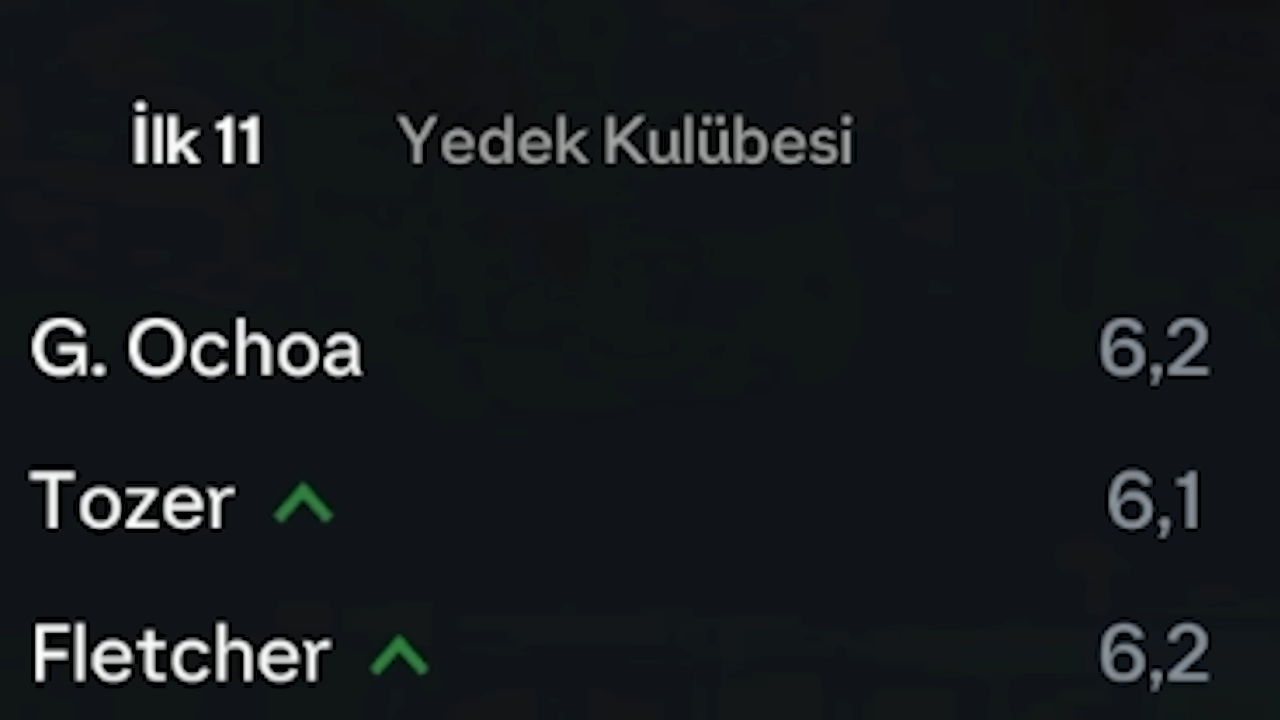 İlk 11 Yedek Kulübesi
G. Ochoa 6,2
Tozer 6,1
Fletcher 6,2